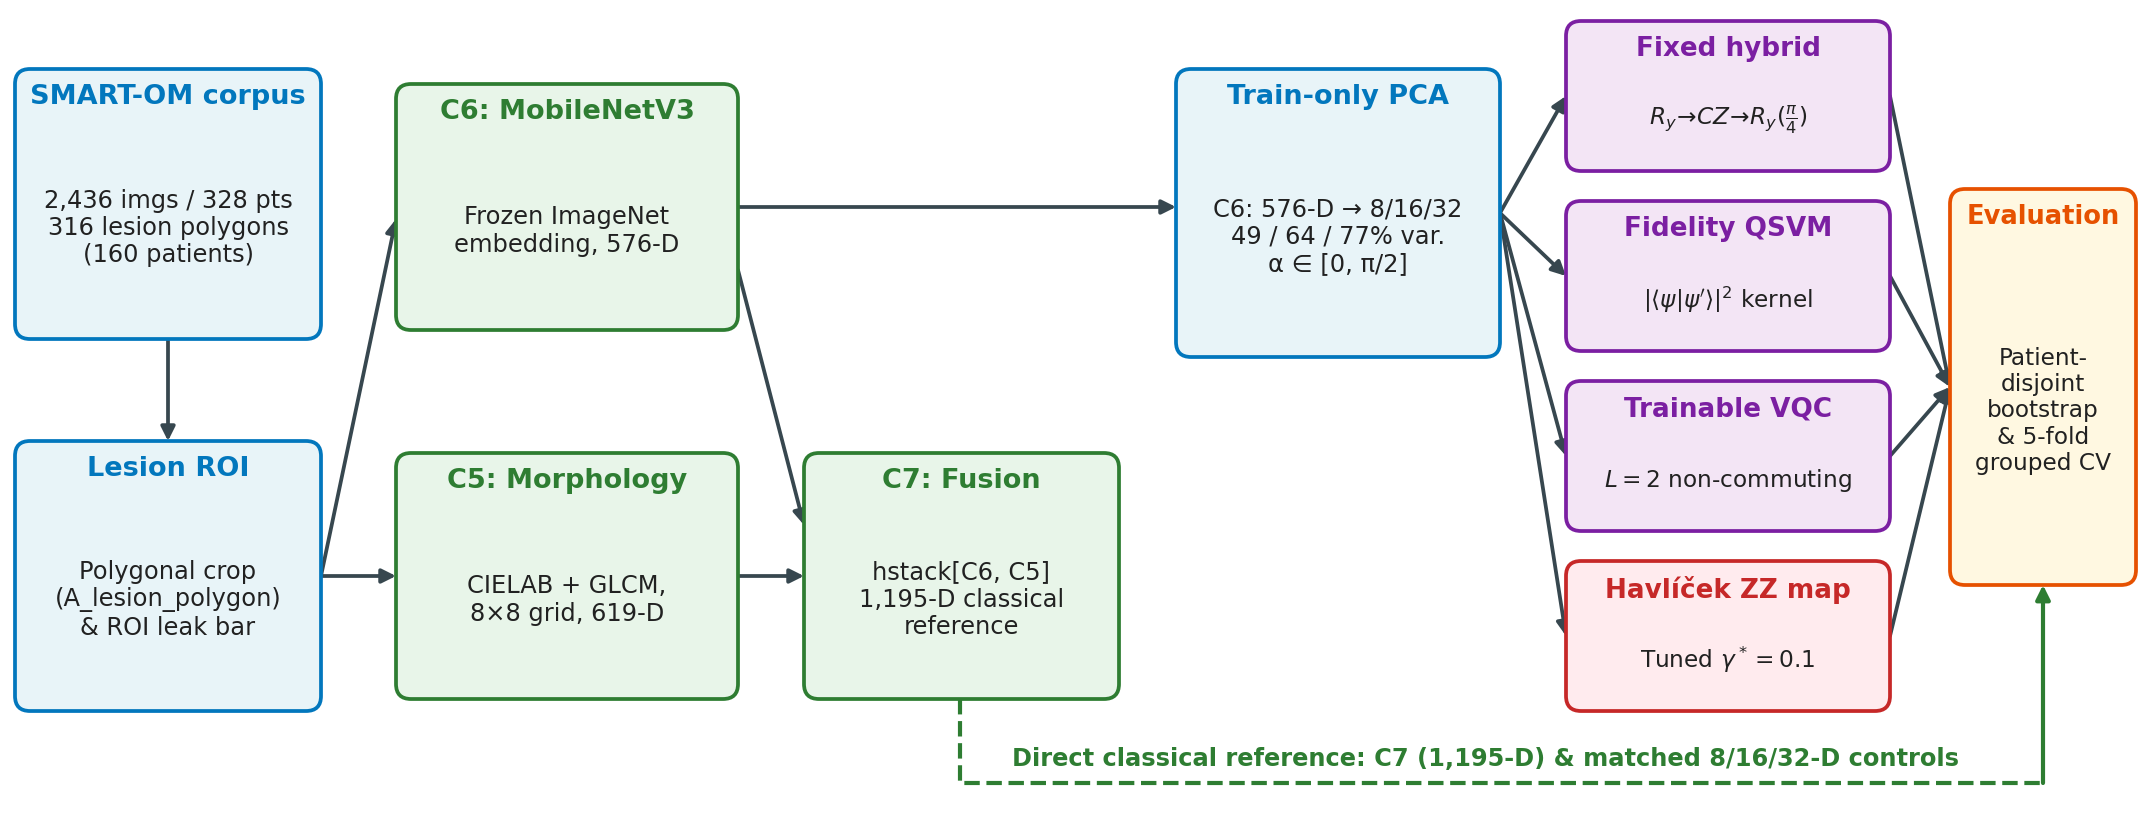 SMART-OM corpus
2,436 imgs / 328 pts
316 lesion polygons
(160 patients)
Lesion ROI
Polygonal crop
(A_lesion_polygon)
& ROI leak bar
C6: MobileNetV3
Frozen ImageNet
embedding, 576-D
C5: Morphology
CIELAB + GLCM,
8×8 grid, 619-D
C7: Fusion
hstack[C6, C5]
1,195-D classical
reference
Train-only PCA
C6: 576-D → 8/16/32
49 / 64 / 77% var.
α ∈ [0, π/2]
Fixed hybrid
R_y→CZ→R_y(π/4)
Fidelity QSVM
|⟨ψ|ψ′⟩|² kernel
Trainable VQC
L = 2 non-commuting
Havlíček ZZ map
Tuned γ* = 0.1
Evaluation
Patient-
disjoint
bootstrap
& 5-fold
grouped CV
Direct classical reference: C7 (1,195-D) & matched 8/16/32-D controls